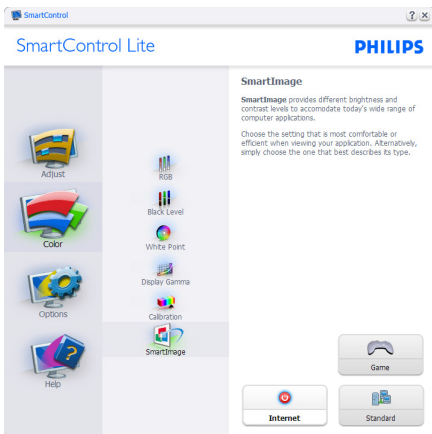 SmartControl
SmartControl Lite
PHILIPS
Adjust
Color
Options
Help
RGB
Black Level
White Point
Display Gamma
Calibration
SmartImage
SmartImage
SmartImage provides different brightness and
contrast levels to accomodate today's wide range of
computer applications.
Choose the setting that is most comfortable or
efficient when viewing your application. Alternatively,
simply choose the one that best describes its type.
Game
Internet
Standard